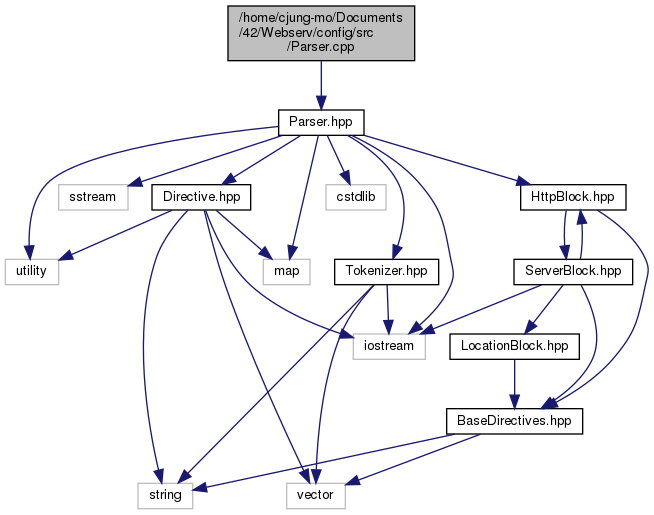 /home/cjung-mo/Documents
/42/Webserv/config/src
/Parser.cpp
Parser.hpp
sstream
Directive.hpp
cstdlib
HttpBlock.hpp
utility
map
Tokenizer.hpp
ServerBlock.hpp
iostream
LocationBlock.hpp
BaseDirectives.hpp
string
vector